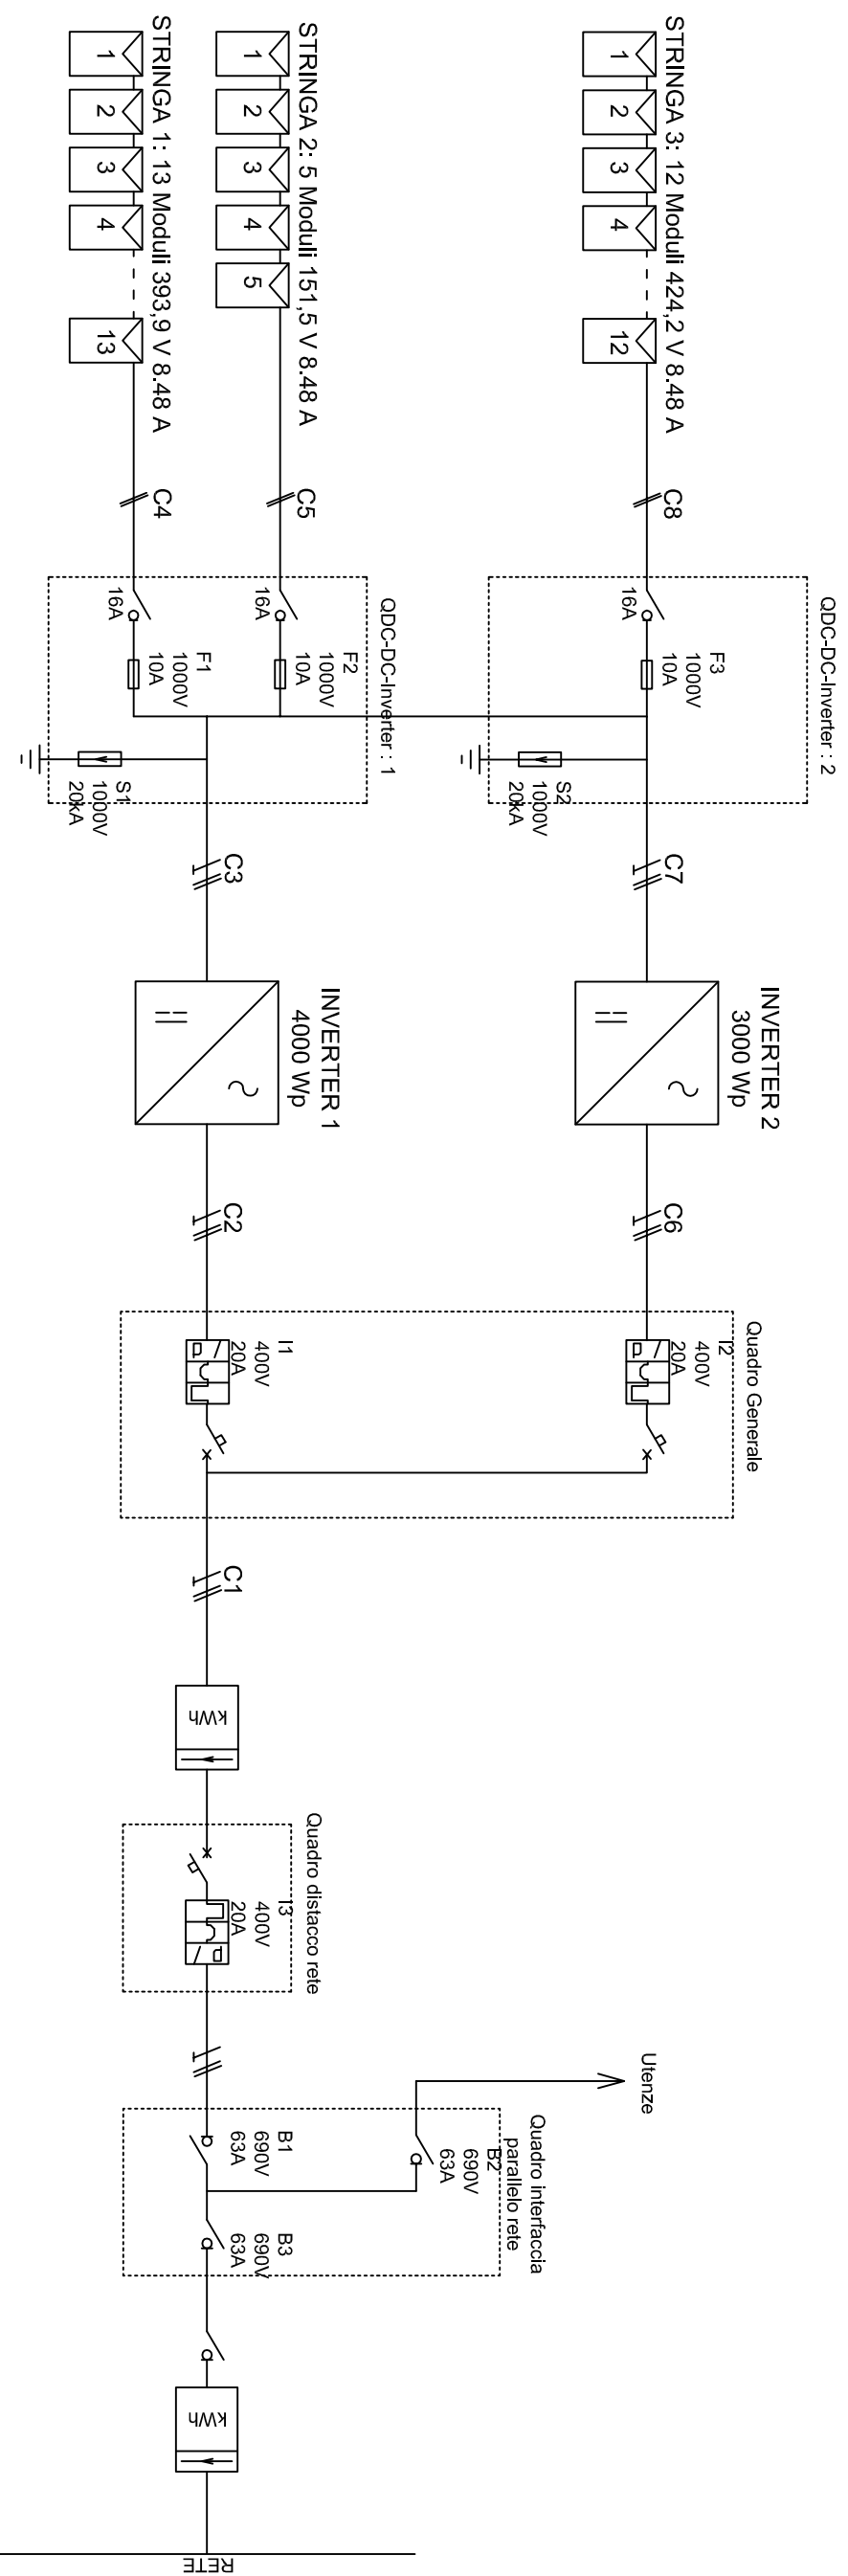 STRINGA 3: 12 Moduli 424,2 V 8.48 A
1
2
3
4
12
C8
QDC-DC-Inverter : 2
16A
F3
1000V
10A
S2
1000V
20kA
C7
INVERTER 2
3000 Wp
C6
STRINGA 2: 5 Moduli 151,5 V 8.48 A
1
2
3
4
5
C5
STRINGA 1: 13 Moduli 393,9 V 8.48 A
1
2
3
4
13
C4
QDC-DC-Inverter : 1
16A
F2
1000V
10A
16A
F1
1000V
10A
S1
1000V
20kA
C3
INVERTER 1
4000 Wp
C2
Quadro Generale
I2
400V
20A
I1
400V
20A
C1
kWh
Quadro distacco rete
I3
400V
20A
Utenze
Quadro interfaccia
parallelo rete
B2
690V
63A
B1
690V
63A
B3
690V
63A
kWh
RETE